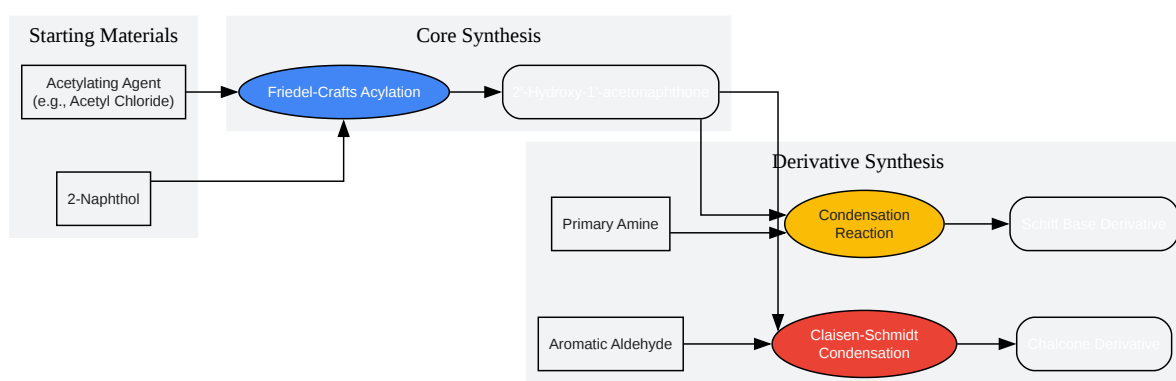 Starting Materials
Core Synthesis
Acetylating Agent
(e.g., Acetyl Chloride)
Friedel-Crafts Acylation
2'-Hydroxy-1'-acetonaphthone
2-Naphthol
Derivative Synthesis
Primary Amine
Condensation
Reaction
Schiff Base Derivative
Aromatic Aldehyde
Claisen-Schmidt
Condensation
Chalcone Derivative